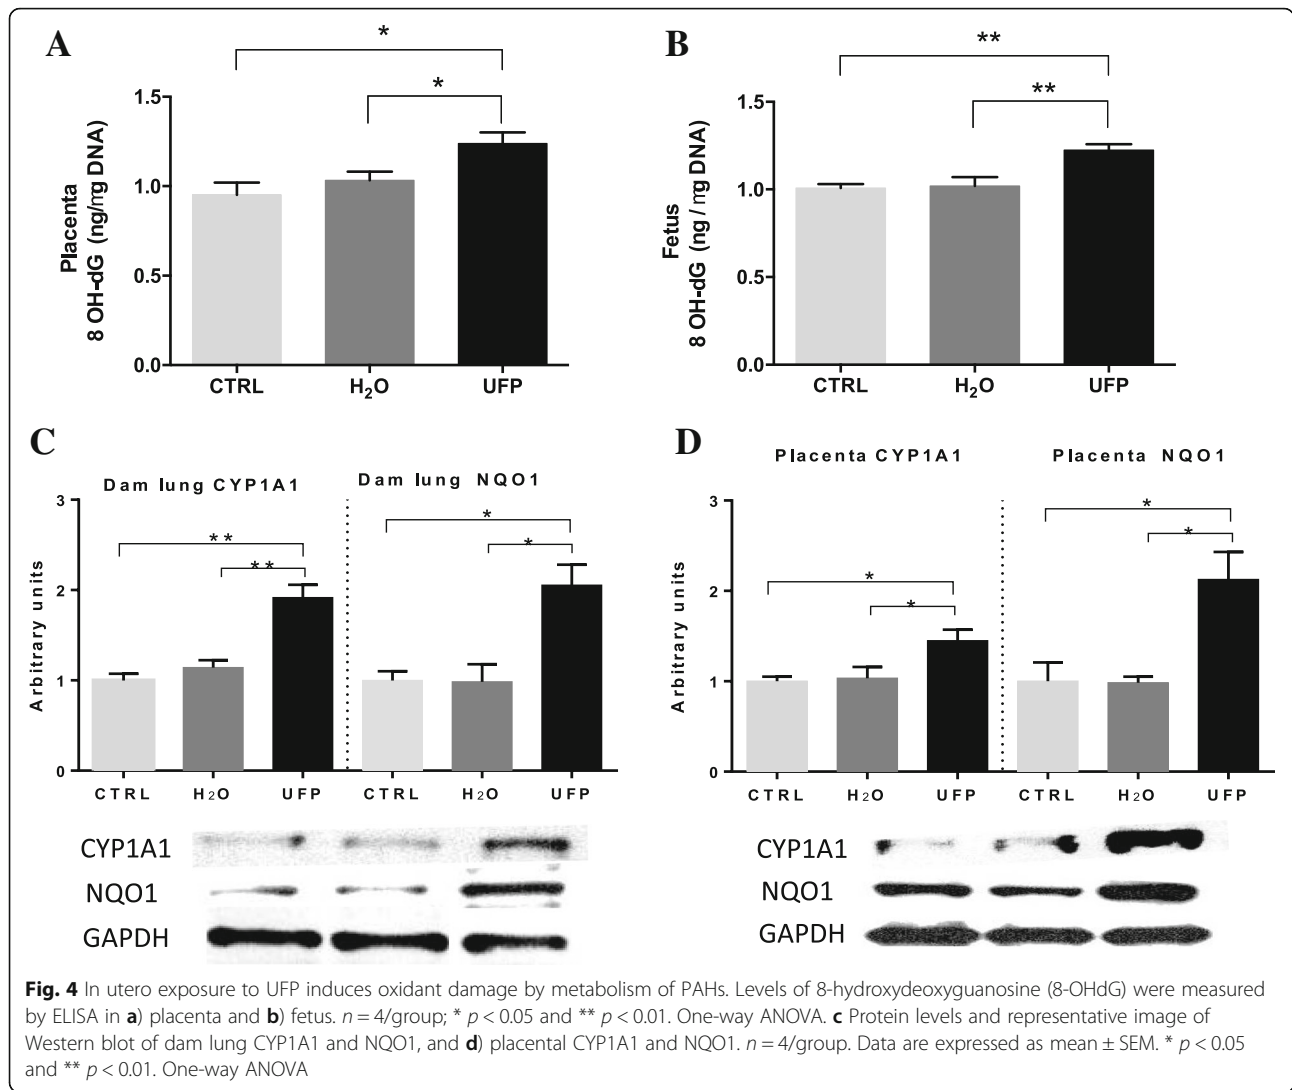 A
*
*
1.5
1.0
0.5
0.0
Placenta
8 OH-dG (ng/mg DNA)
CTRL
H₂O
UFP
B
**
**
1.5
1.0
0.5
0.0
Fetus
8 OH-dG (ng / mg DNA)
CTRL
H₂O
UFP
C
Dam lung CYP1A1
Dam lung NQO1
3
2
1
0
Arbitrary units
**
**
*
*
CTRL
H₂O
UFP
CTRL
H₂O
UFP
CYP1A1
NQO1
GAPDH
D
Placenta CYP1A1
Placenta NQO1
3
2
1
0
Arbitrary units
*
*
*
*
CTRL
H₂O
UFP
CTRL
H₂O
UFP
CYP1A1
NQO1
GAPDH
Fig. 4 In utero exposure to UFP induces oxidant damage by metabolism of PAHs. Levels of 8-hydroxydeoxyguanosine (8-OHdG) were measured
by ELISA in a) placenta and b) fetus. n = 4/group; * p < 0.05 and ** p < 0.01. One-way ANOVA. c Protein levels and representative image of
Western blot of dam lung CYP1A1 and NQO1, and d) placental CYP1A1 and NQO1. n = 4/group. Data are expressed as mean ± SEM. * p < 0.05
and ** p < 0.01. One-way ANOVA